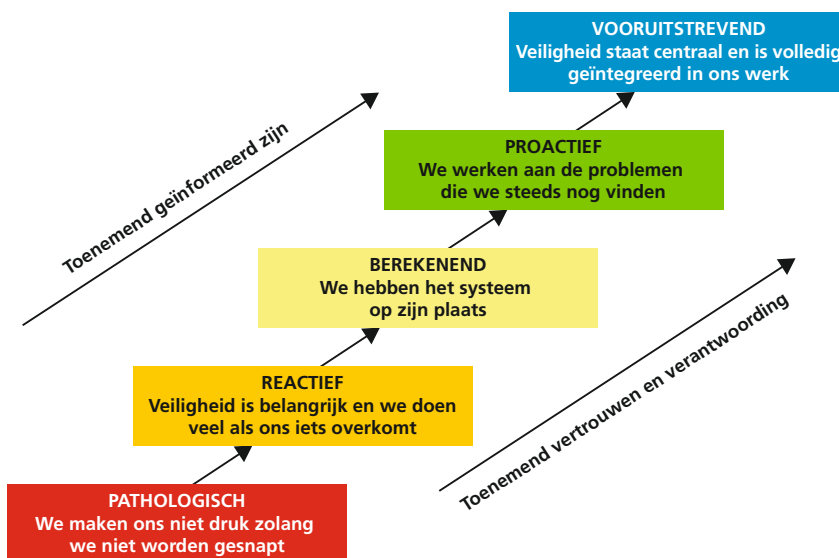 VOORUITSTREVEND
Veiligheid staat centraal en is volledig
geïntegreerd in ons werk
Toenemend geïnformeerd zijn
PROACTIEF
We werken aan de problemen
die we steeds nog vinden
BEREKENEND
We hebben het systeem
op zijn plaats
Toenemend vertrouwen en verantwoording
REACTIEF
Veiligheid is belangrijk en we doen
veel als ons iets overkomt
PATHOLOGISCH
We maken ons niet druk zolang
we niet worden gesnapt